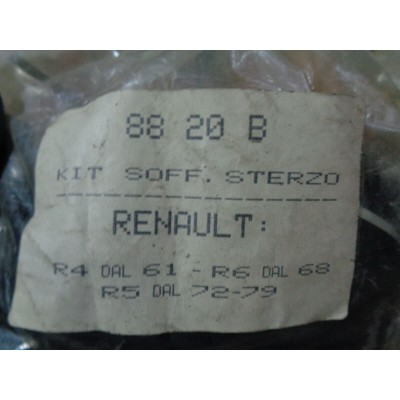 88 20 B
KIT SOFF. STERZO
--------------------
RENAULT:
R4 DAL 61 - R6 DAL 68
R5 DAL 72-79